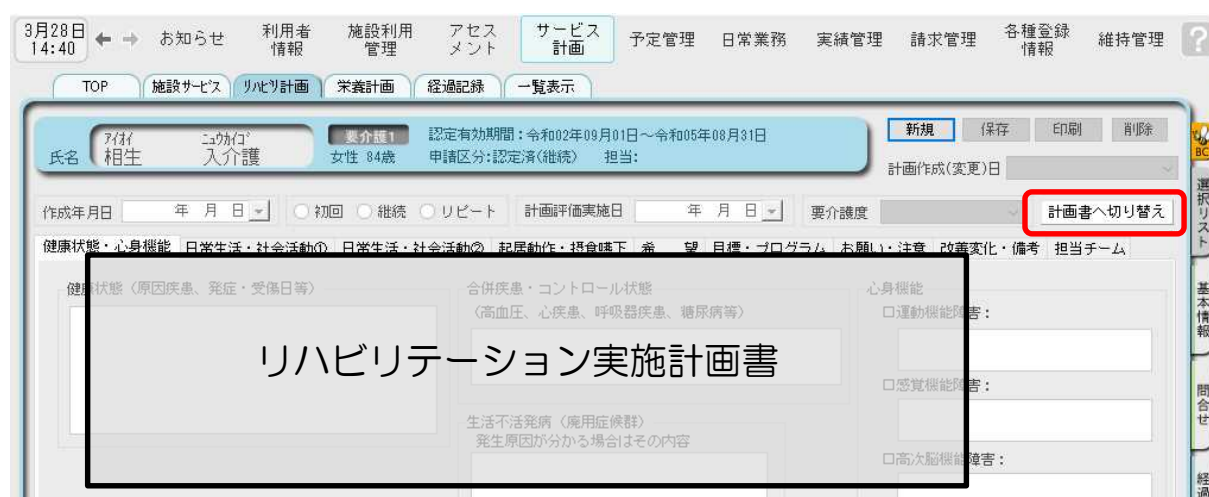 3月28日
14:40
お知らせ
利用者
情報
施設利用
管理
アセス
メント
サービス
計画
予定管理
日常業務
実績管理
請求管理
各種登録
情報
維持管理
?
TOP
施設サービス
リハビリ計画
栄養計画
経過記録
一覧表示
氏名
アイオイ ニュウカイゴ
相生 入介護
要介護1
女性 84歳
認定有効期間：令和02年09月01日～令和05年08月31日
申請区分:認定済(継続) 担当:
新規
保存
印刷
削除
計画作成(変更)日
作成年月日 年 月 日
初回
継続
リピート
計画評価実施日 年 月 日
要介護度
計画書へ切り替え
健康状態・心身機能
日常生活・社会活動①
日常生活・社会活動②
起居動作・摂食嚥下
希 望
目標・プログラム
お願い・注意
改善変化・備考
担当チーム
健康状態（原因疾患、発症・受傷日等）
合併疾患・コントロール状態
（高血圧、心疾患、呼吸器疾患、糖尿病等）
心身機能
□運動機能障害：
リハビリテーション実施計画書
□感覚機能障害：
生活不活発病（廃用症候群）
発生原因が分かる場合はその内容
□高次脳機能障害：
BC
選択リスト
基本情報
問合せ
経過